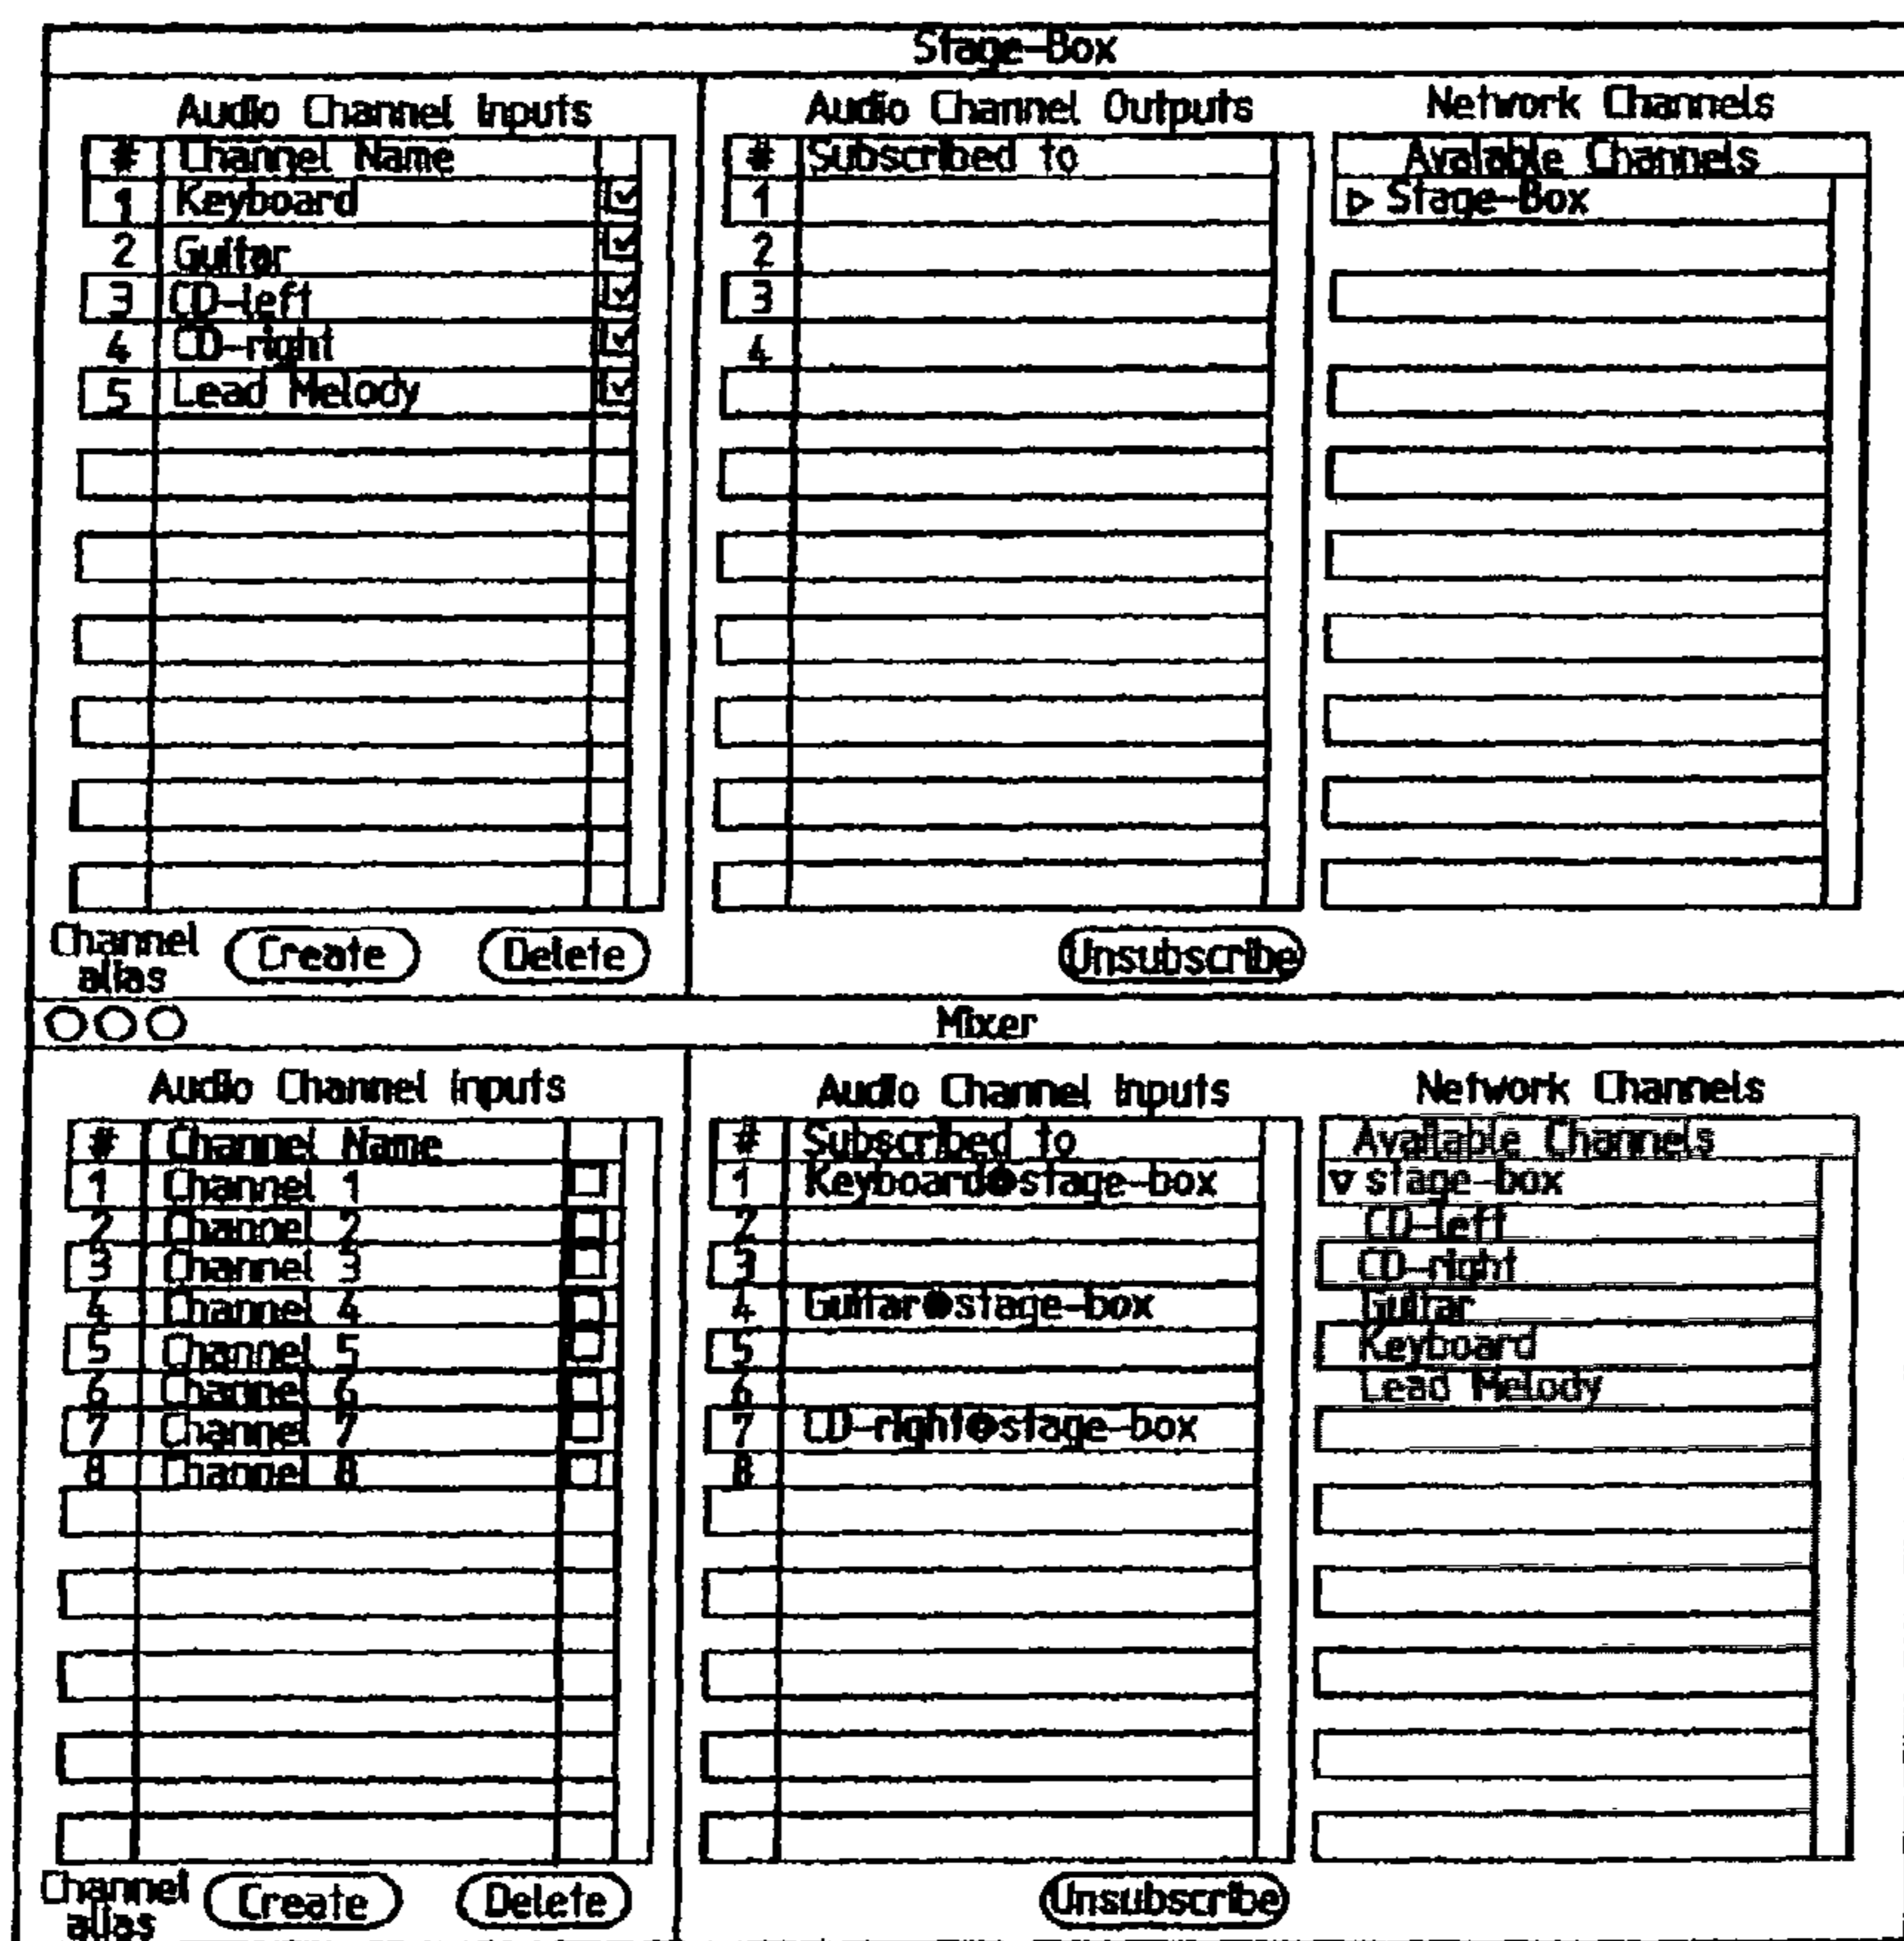 Stage-Box
Audio Channel Inputs
# Channel Name
1 Keyboard
2 Guitar
3 CD-left
4 CD-right
5 Lead Melody
Channel alias
Create
Delete
Audio Channel Outputs
# Subscribed to
1
2
3
4
Unsubscribe
Network Channels
Avalable Channels
Stage-Box
Mixer
Audio Channel Inputs
# Channel Name
1 Channel 1
2 Channel 2
3 Channel 3
4 Channel 4
5 Channel 5
6 Channel 6
7 Channel 7
8 Channel 8
Channel alias
Create
Delete
Audio Channel Inputs
# Subscribed to
1 Keyboard@stage-box
2
3
4 Guitar@stage-box
5
6
7 CD-right@stage-box
8
Unsubscribe
Network Channels
Available Channels
stage-box
CD-left
CD-right
Guitar
Keyboard
Lead Melody